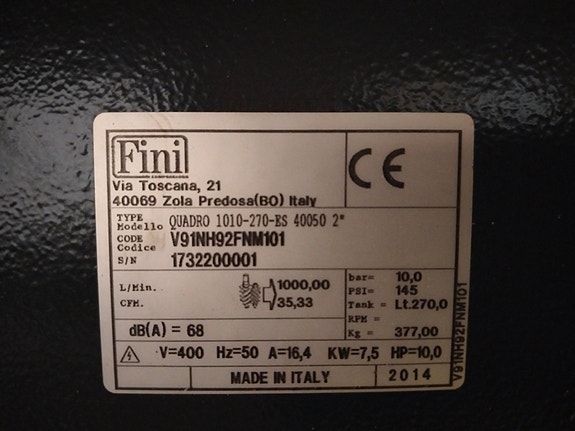 Fini
CE
Via Toscana, 21
40069 Zola Predosa(BO) Italy
TYPE
Modello QUADRO 1010-270-ES 40050 2*
CODE
Codice V91NH92FNM101
S/N 1732200001
L/Min. 1000,00
CFM. 35,33
bar= 10,0
PSI= 145
Tank = Lt.270,0
RPM =
Kg = 377,00
dB(A) = 68
V=400 Hz=50 A=16,4 KW=7,5 HP=10,0
MADE IN ITALY 2014
V91NH92FNM101